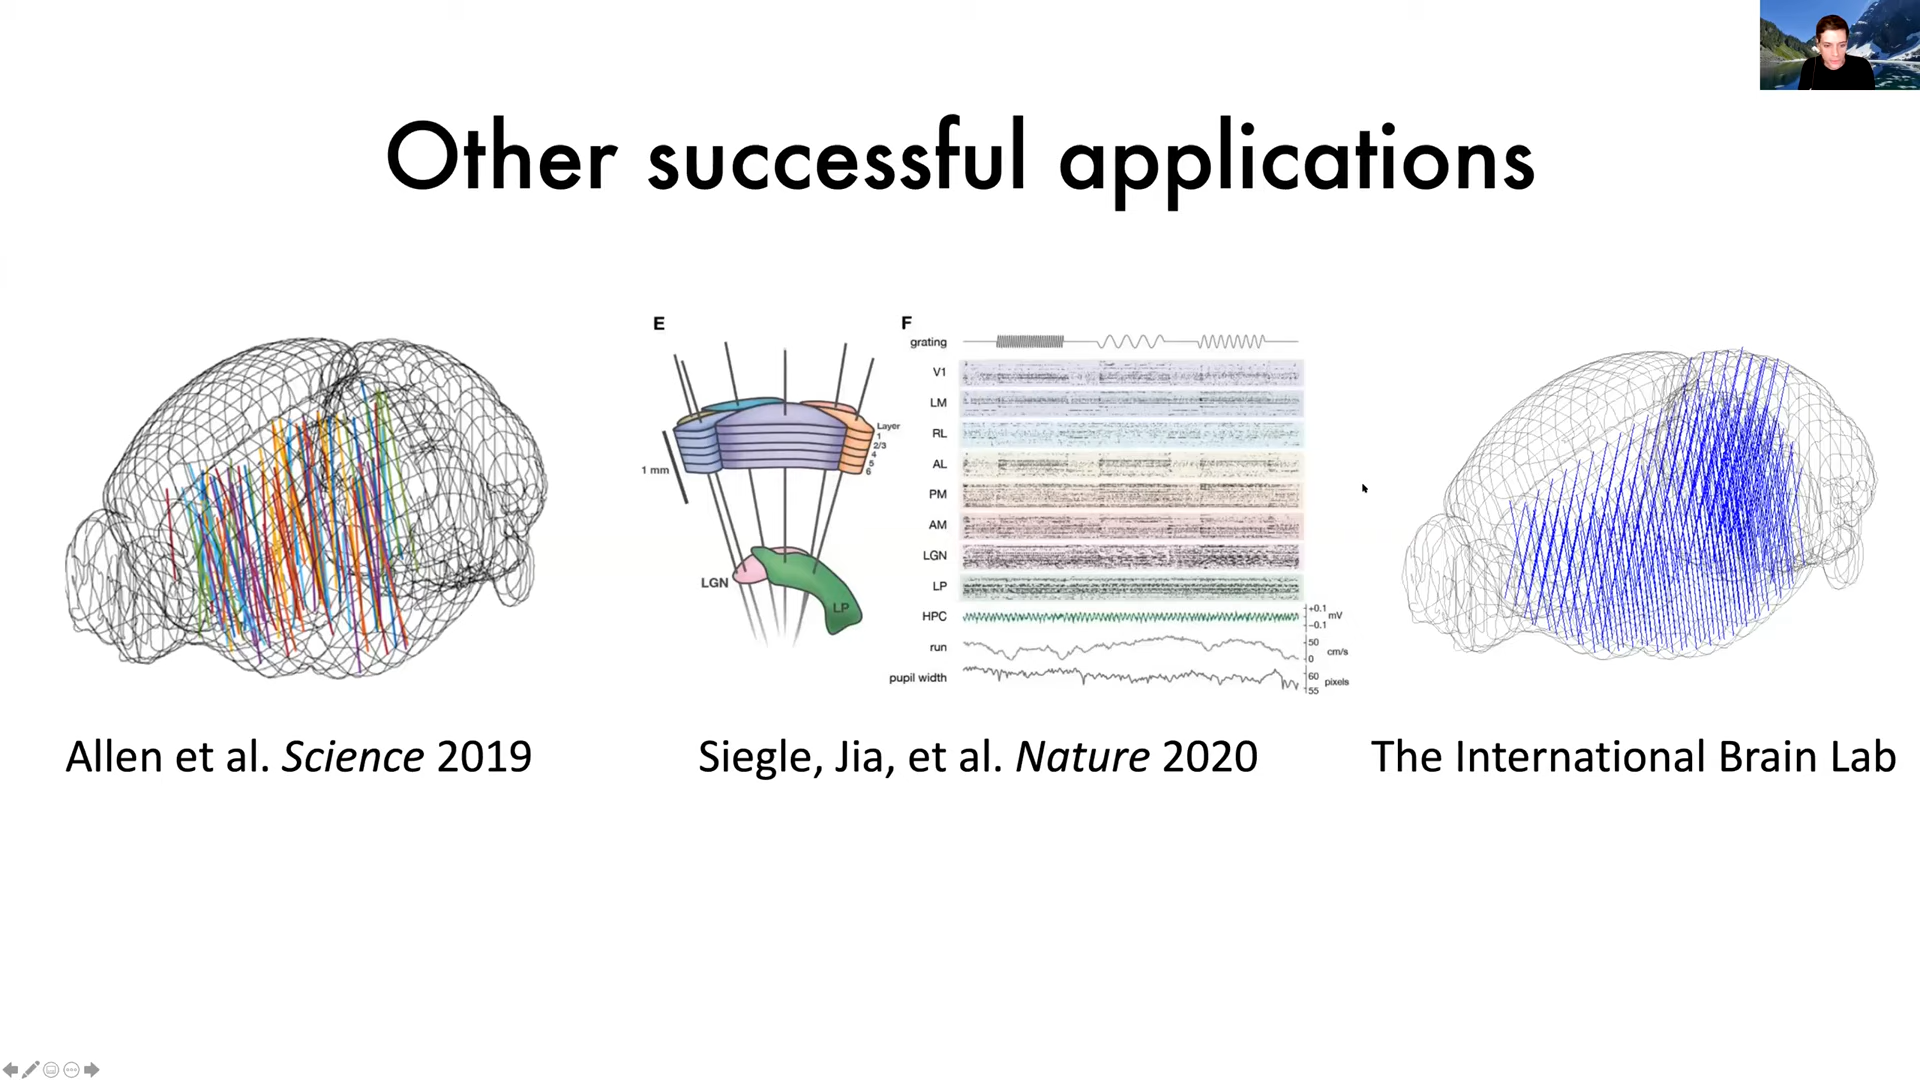 Other successful applications
E
1 mm
Layer
1
2/3
4
5
6
LGN
LP
F
grating
V1
LM
RL
AL
PM
AM
LGN
LP
HPC
+0.1
mV
-0.1
run
50
cm/s
0
pupil width
60
pixels
55
Allen et al. Science 2019
Siegle, Jia, et al. Nature 2020
The International Brain Lab